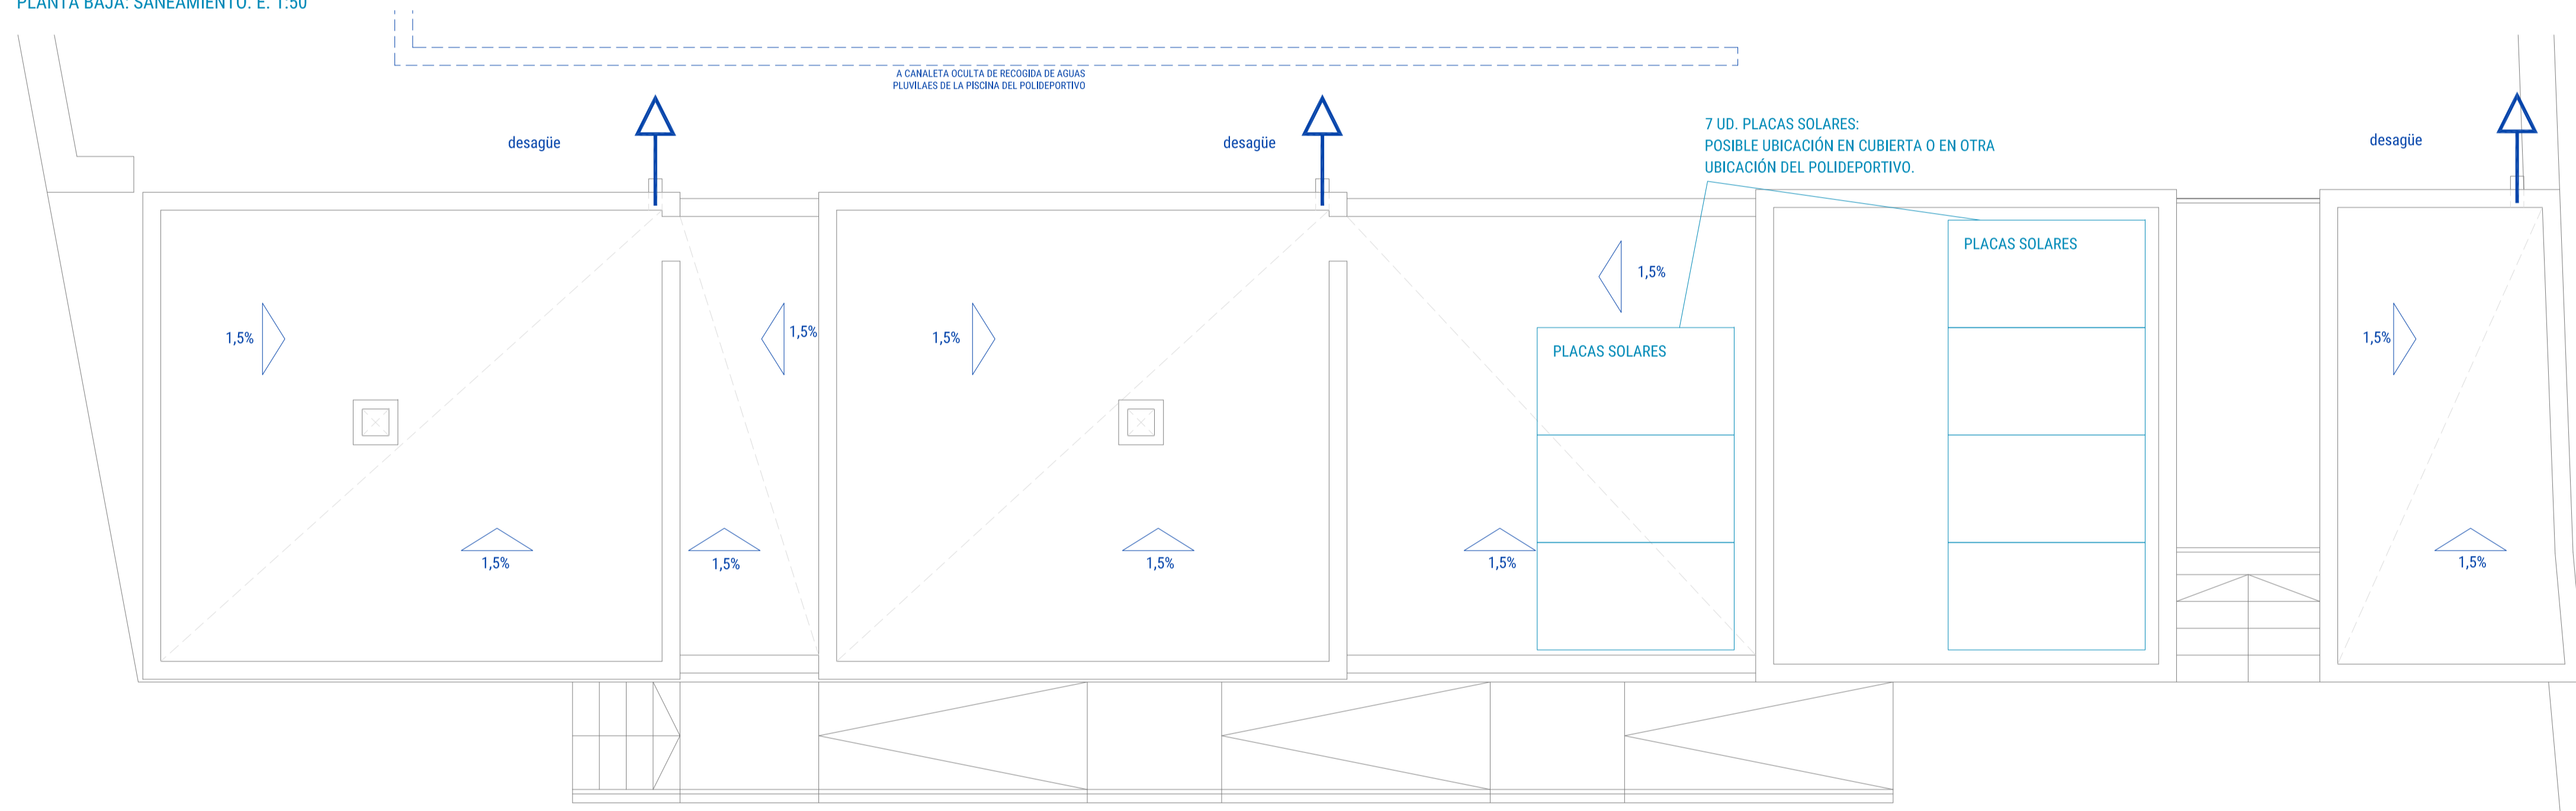 PLANTA BAJA: SANEAMIENTO. E: 1:50
A CANALETA OCULTA DE RECOGIDA DE AGUAS
PLUVILAES DE LA PISCINA DEL POLIDEPORTIVO
desagüe
desagüe
desagüe
7 UD. PLACAS SOLARES:
POSIBLE UBICACIÓN EN CUBIERTA O EN OTRA
UBICACIÓN DEL POLIDEPORTIVO.
PLACAS SOLARES
1,5%
1,5%
1,5%
1,5%
1,5%
PLACAS SOLARES
1,5%
1,5%
1,5%
1,5%
1,5%